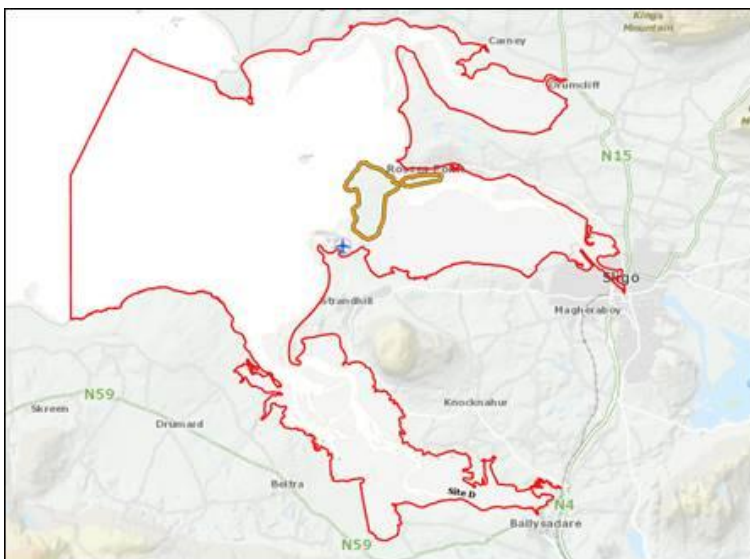 Kings
Mountain
Carney
Drumcliff
N15
Rosses Point
Sligo
Strandhill
Magheraboy
N59
Skreen
Drumard
Knocknahur
Beltra
Site D
N4
Ballysadare
N59